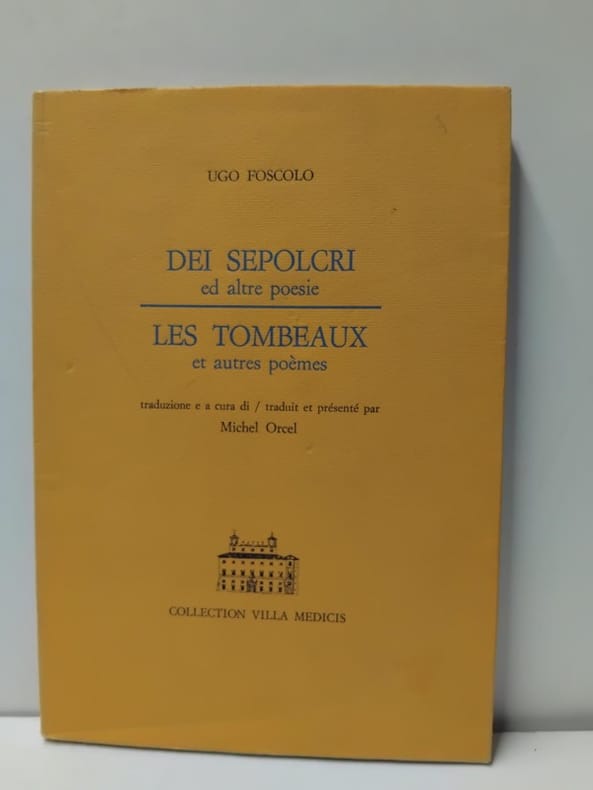 UGO FOSCOLO
DEI SEPOLCRI
ed altre poesie
LES TOMBEAUX
et autres poèmes
traduzione e a cura di / traduit et présenté par
Michel Orcel
COLLECTION VILLA MEDICIS